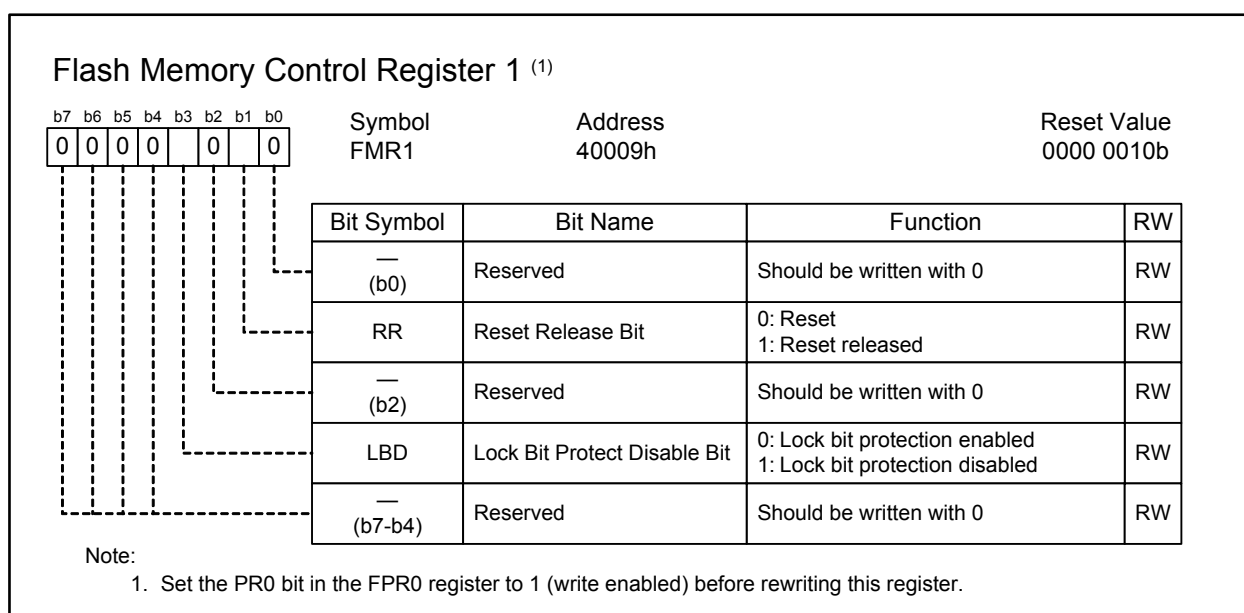 Flash Memory Control Register 1 (1)
b7 b6 b5 b4 b3 b2 b1 b0
0 0 0 0 0 0
Symbol Address Reset Value
FMR1 40009h 0000 0010b
Bit Symbol Bit Name Function RW
— (b0) Reserved Should be written with 0 RW
RR Reset Release Bit 0: Reset
1: Reset released RW
— (b2) Reserved Should be written with 0 RW
LBD Lock Bit Protect Disable Bit 0: Lock bit protection enabled
1: Lock bit protection disabled RW
— (b7-b4) Reserved Should be written with 0 RW
Note:
1. Set the PR0 bit in the FPR0 register to 1 (write enabled) before rewriting this register.